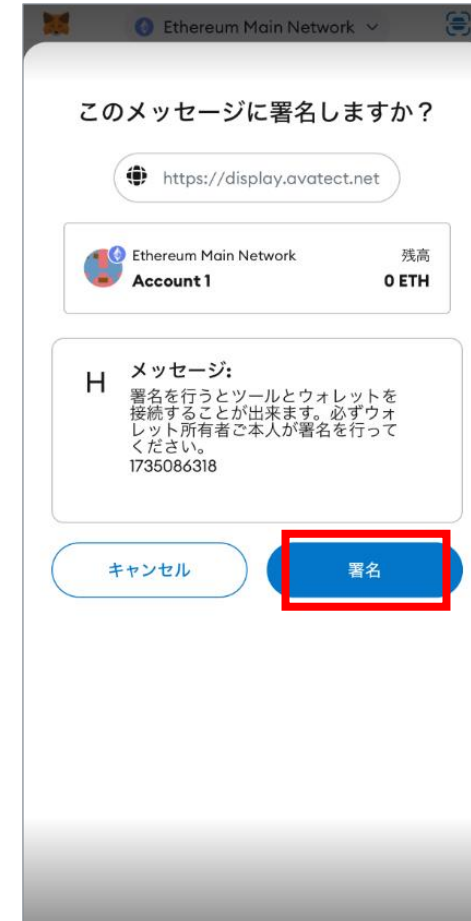 Ethereum Main Network
このメッセージに署名しますか？
https://display.avatect.net
Ethereum Main Network 残高
Account 1 0 ETH
H メッセージ:
署名を行うとツールとウォレットを
接続することが出来ます。必ずウォ
レット所有者ご本人が署名を行って
ください。
1735086318
キャンセル 署名